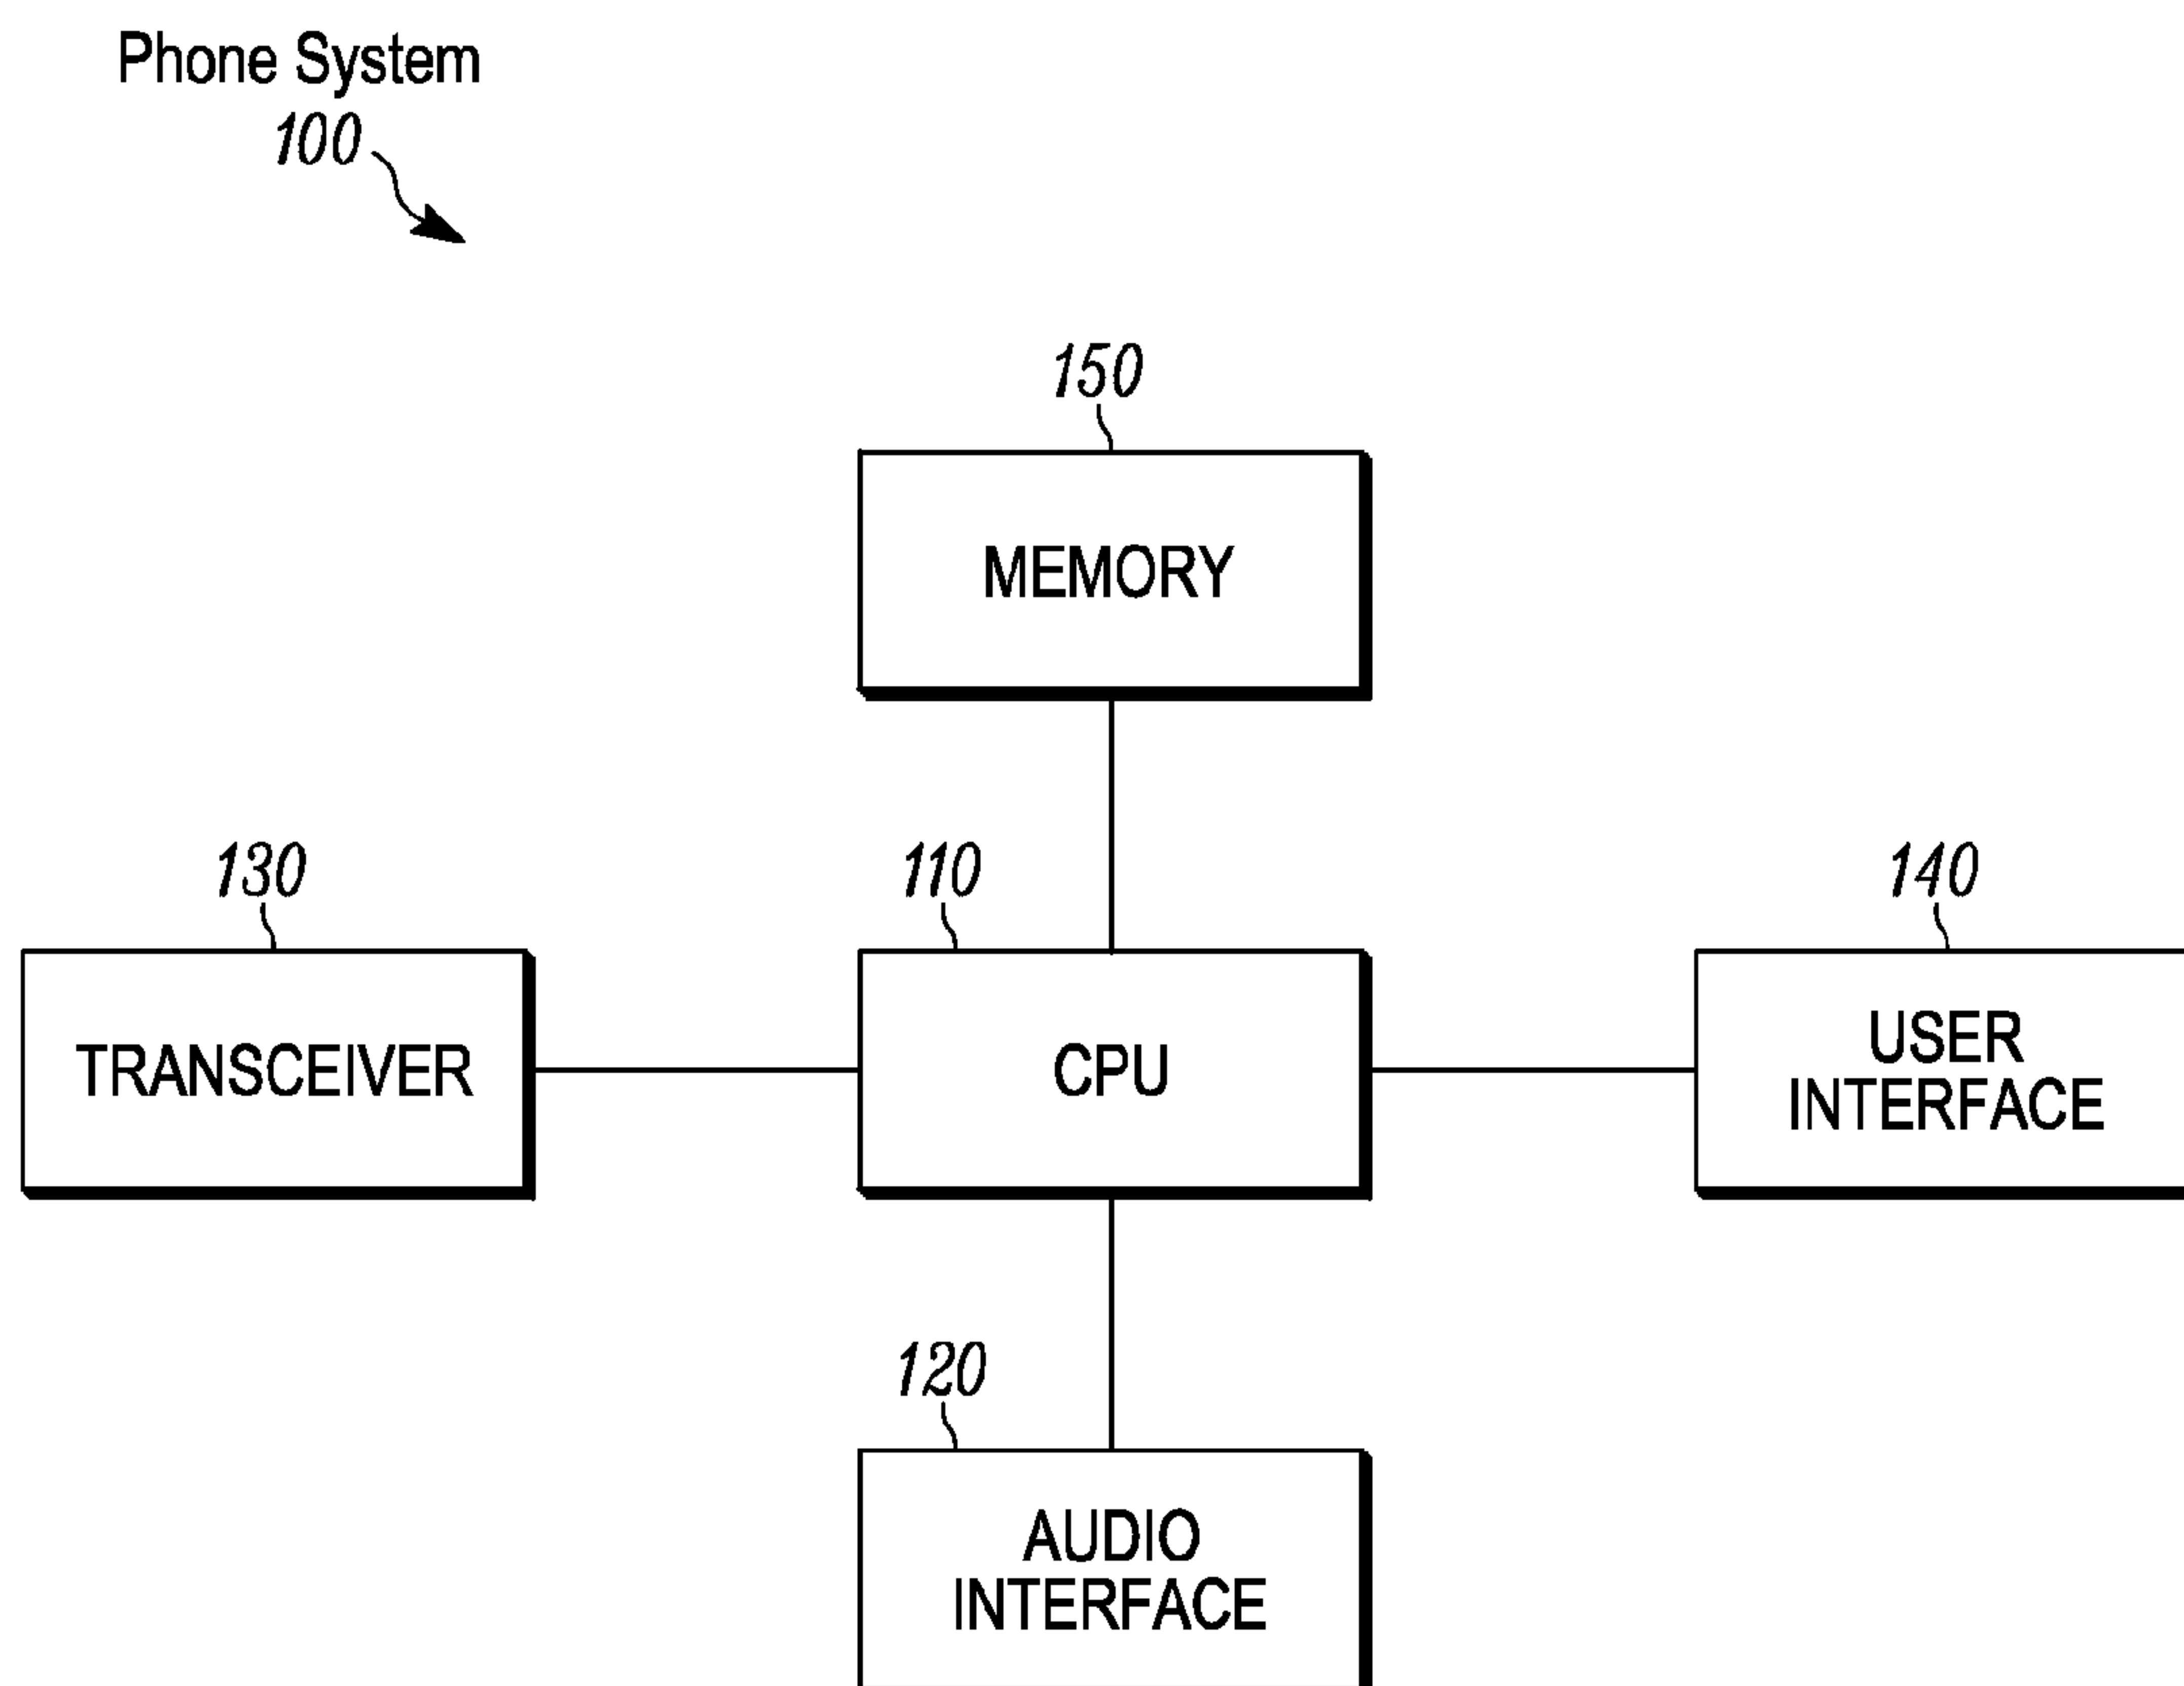 Phone System
100
150
MEMORY
130
110
140
TRANSCEIVER
CPU
USER
INTERFACE
120
AUDIO
INTERFACE